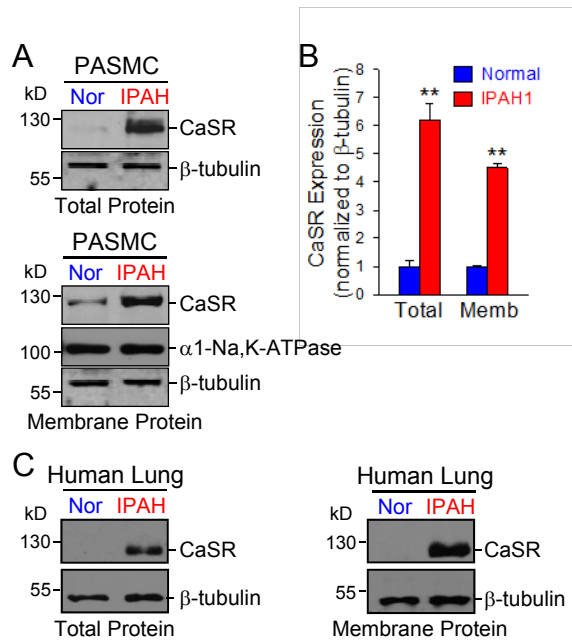 A
PASMC
Nor IPAH
kD
130
CaSR
β-tubulin
55
Total Protein
PASMC
Nor IPAH
kD
130
CaSR
100
α1-Na,K-ATPase
β-tubulin
55
Membrane Protein
B
Normal
IPAH1
CaSR Expression
(normalized to β-tubulin)
8
7
6
5
4
3
2
1
0
**
**
Total Memb
C
Human Lung
Nor IPAH
kD
130
CaSR
55
β-tubulin
Total Protein
Human Lung
Nor IPAH
kD
130
CaSR
55
β-tubulin
Membrane Protein